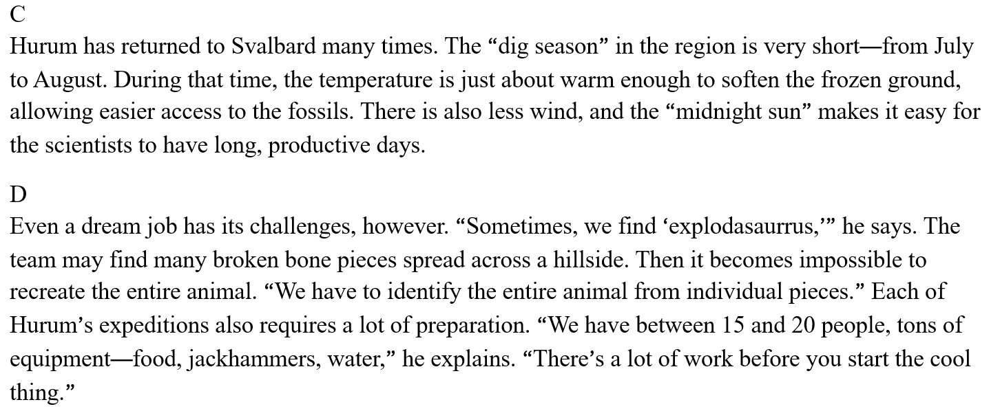 C
Hurum has returned to Svalbard many times. The “dig season” in the region is very short—from July
to August. During that time, the temperature is just about warm enough to soften the frozen ground,
allowing easier access to the fossils. There is also less wind, and the “midnight sun” makes it easy for
the scientists to have long, productive days.
D
Even a dream job has its challenges, however. “Sometimes, we find ‘explodasaurrus,’” he says. The
team may find many broken bone pieces spread across a hillside. Then it becomes impossible to
recreate the entire animal. “We have to identify the entire animal from individual pieces.” Each of
Hurum’s expeditions also requires a lot of preparation. “We have between 15 and 20 people, tons of
equipment—food, jackhammers, water,” he explains. “There’s a lot of work before you start the cool
thing.”